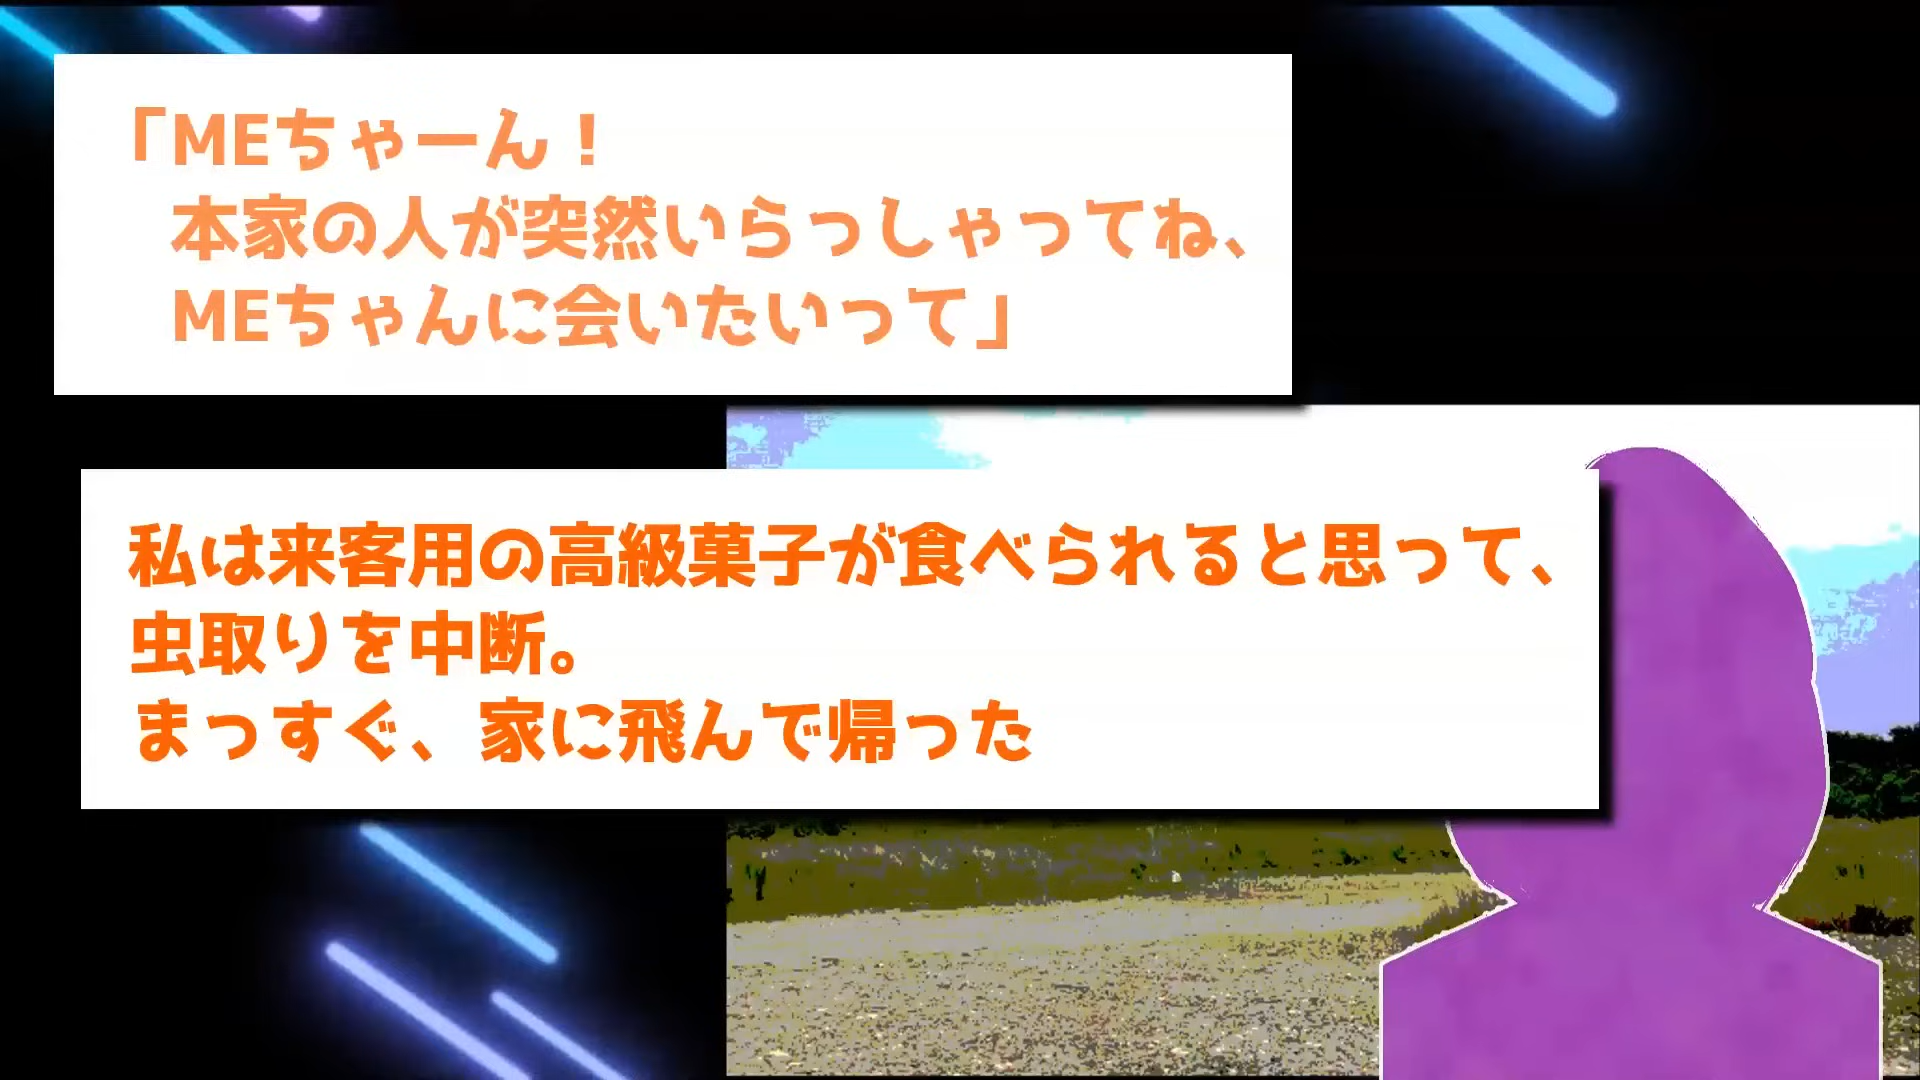 「MEちゃーん！
本家の人が突然いらっしゃってね、
MEちゃんに会いたいって」
私は来客用の高級菓子が食べられると思って、
虫取りを中断。
まっすぐ、家に飛んで帰った